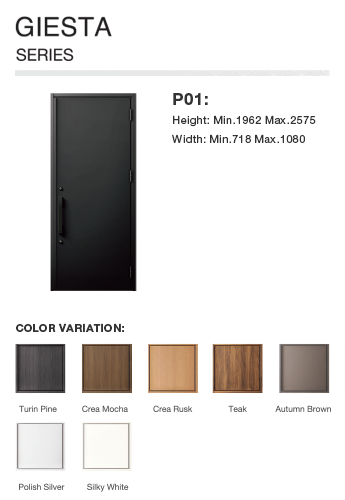 GIESTA
SERIES
P01:
Height: Min.1962 Max.2575
Width: Min.718 Max.1080
COLOR VARIATION:
Turin Pine
Crea Mocha
Crea Rusk
Teak
Autumn Brown
Polish Silver
Silky White